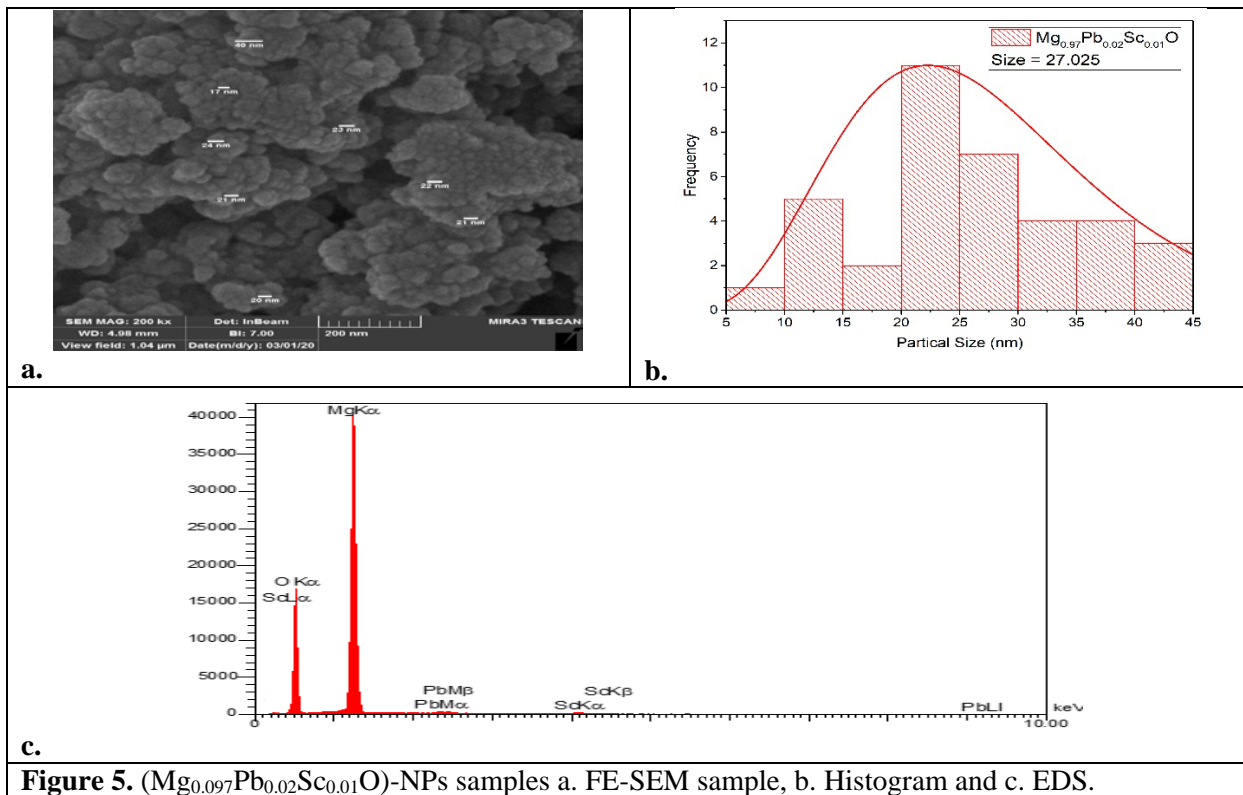 40 nm
17 nm
23 nm
24 nm
22 nm
21 nm
21 nm
20 nm
SEM MAG: 200 kx Det: InBeam MIRA3 TESCAN
WD: 4.98 mm BI: 7.00 200 nm
View field: 1.04 µm Date(m/d/y): 03/01/20
a.
Mg0.97Pb0.02Sc0.01O
Size = 27.025
12
10
8
6
4
2
0
Frequency
5 10 15 20 25 30 35 40 45
Partical Size (nm)
b.
MgKα
40000
35000
30000
25000
20000
O Kα
ScLα
15000
10000
5000
PbMβ ScKβ
PbMα ScKα PbLl
0
0 10.00 keV
c.
Figure 5. (Mg0.097Pb0.02Sc0.01O)-NPs samples a. FE-SEM sample, b. Histogram and c. EDS.